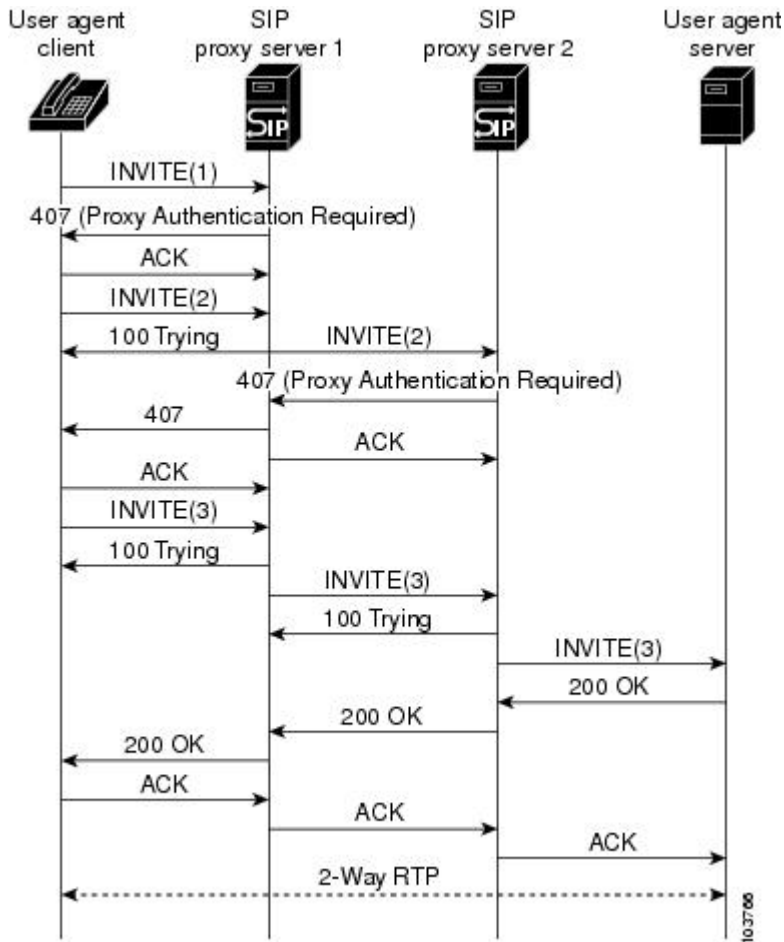 User agent
client
SIP
proxy server 1
SIP
proxy server 2
User agent
server
SIP
SIP
INVITE(1)
407 (Proxy Authentication Required)
ACK
INVITE(2)
100 Trying
INVITE(2)
407 (Proxy Authentication Required)
407
ACK
ACK
INVITE(3)
100 Trying
INVITE(3)
100 Trying
INVITE(3)
200 OK
200 OK
200 OK
ACK
ACK
ACK
2-Way RTP
103766